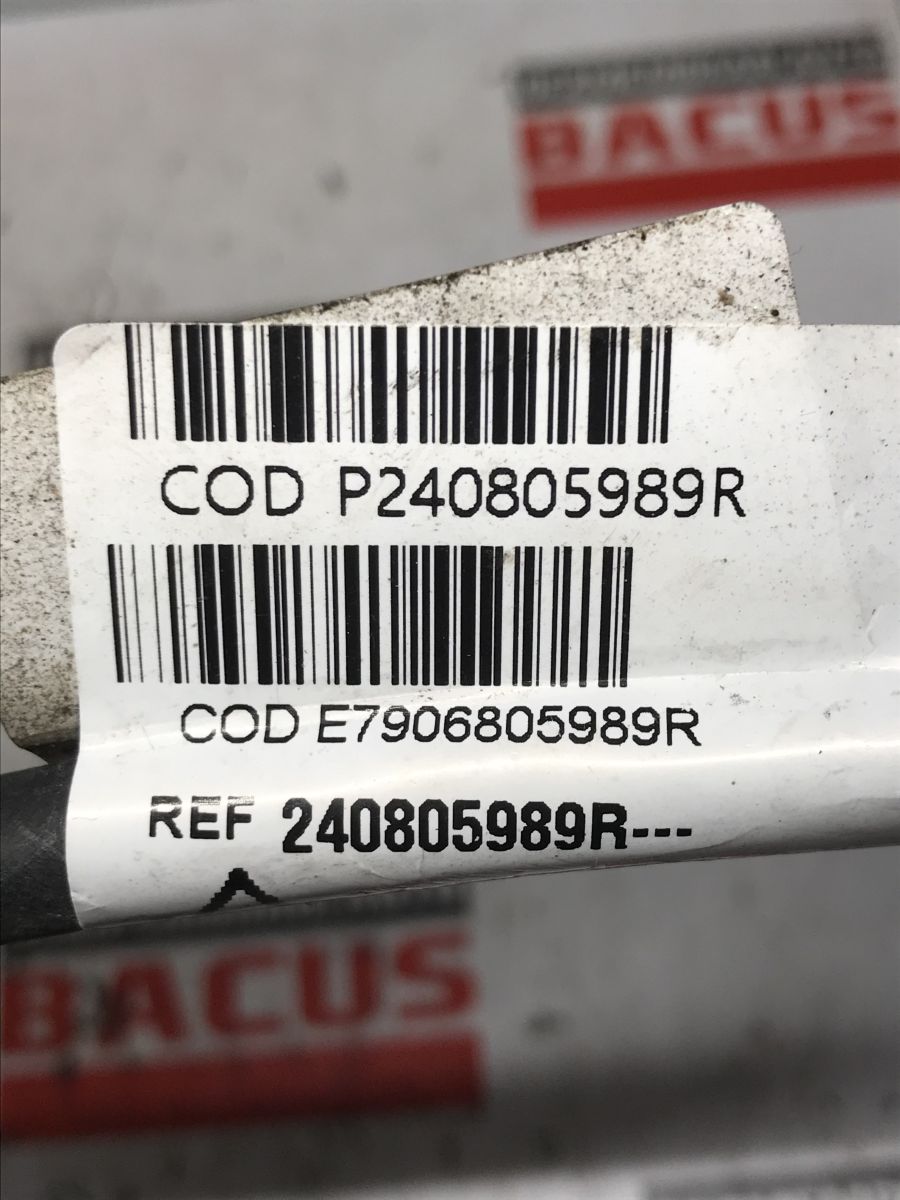 BACUS
COD P240805989R
COD E7906805989R
REF 240805989R---
BACUS